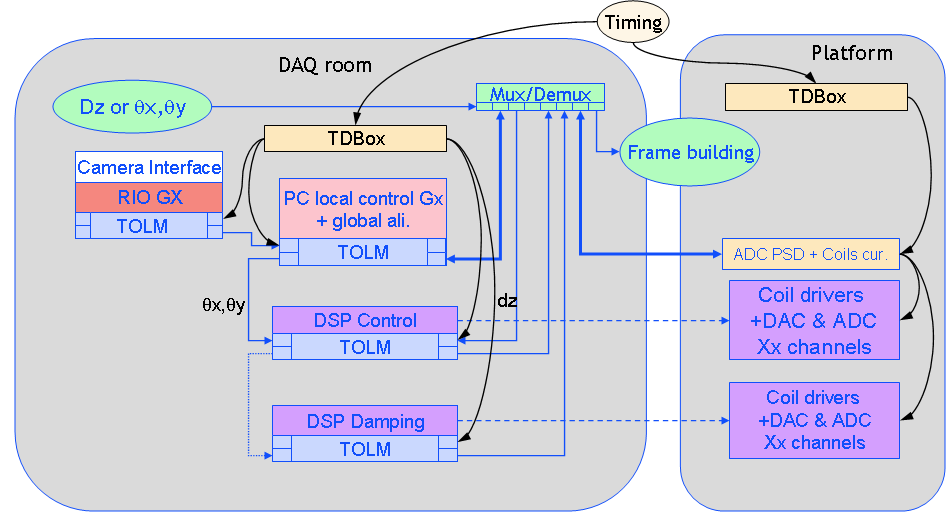 Timing
DAQ room
Platform
Dz or θx,θy
Mux/Demux
TDBox
TDBox
Frame building
Camera Interface
RIO GX
TOLM
PC local control Gx
+ global ali.
TOLM
ADC PSD + Coils cur.
θx,θy
dz
DSP Control
TOLM
Coil drivers
+DAC & ADC
Xx channels
DSP Damping
TOLM
Coil drivers
+DAC & ADC
Xx channels